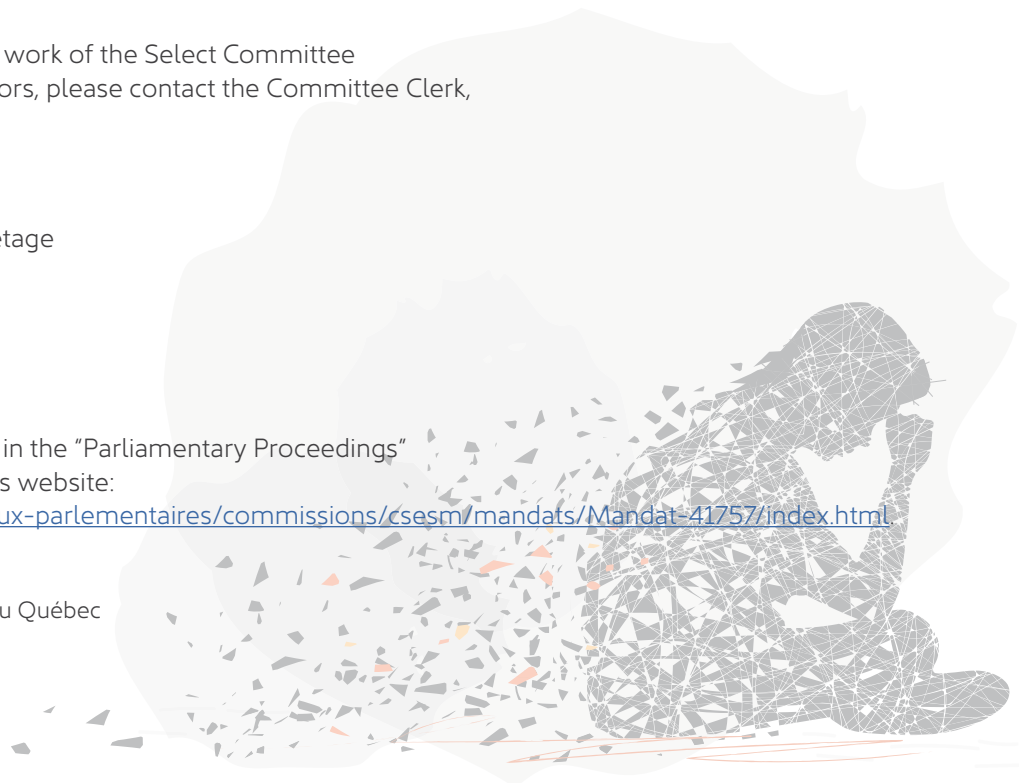 work of the Select Committee
ors, please contact the Committee Clerk,
étage
in the “Parliamentary Proceedings”
s website:
ux-parlementaires/commissions/csesm/mandats/Mandat-41757/index.html.
u Québec